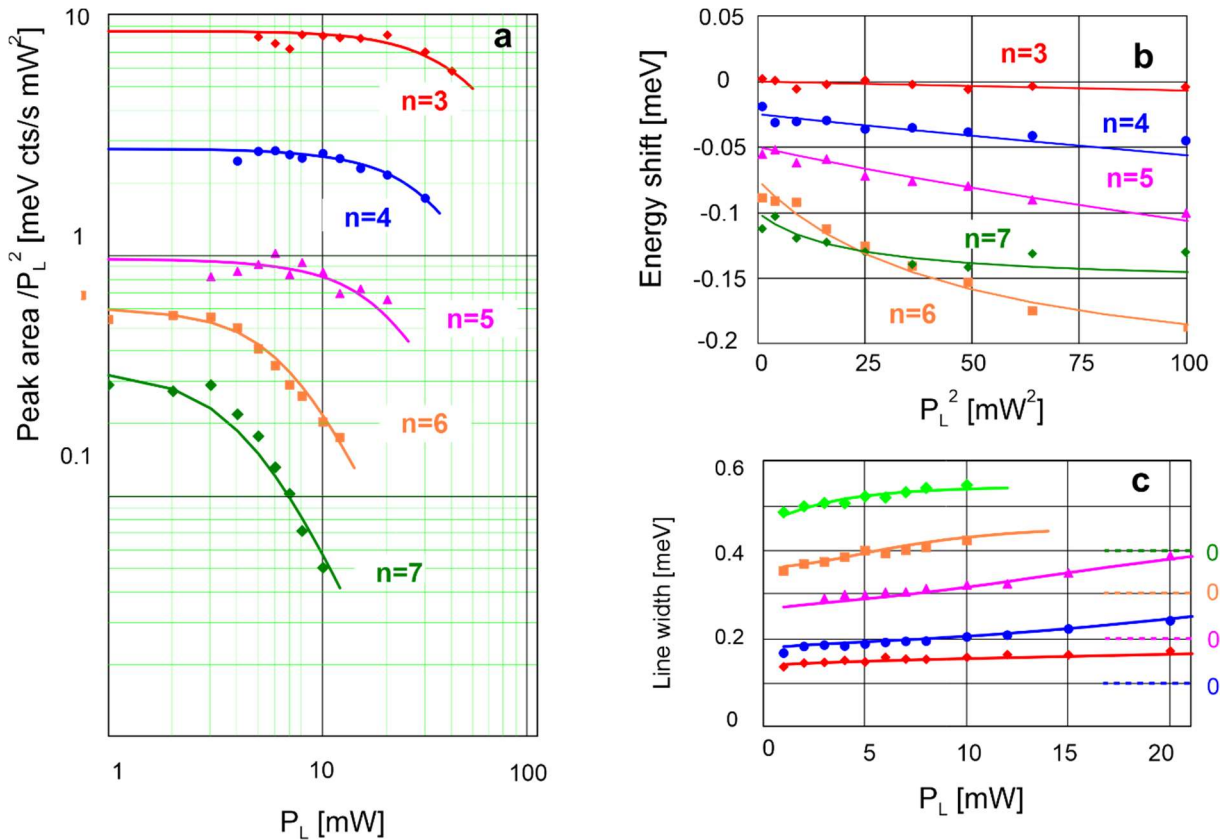 Peak area /P_L^2 [meV cts/s mW^2]
10
1
0.1
a
n=3
n=4
n=5
n=6
n=7
1
10
100
P_L [mW]
Energy shift [meV]
0.05
0
-0.05
-0.1
-0.15
-0.2
b
n=3
n=4
n=5
n=7
n=6
0
25
50
75
100
P_L^2 [mW^2]
Line width [meV]
0.6
0.4
0.2
0
c
0
0
0
0
0
5
10
15
20
P_L [mW]